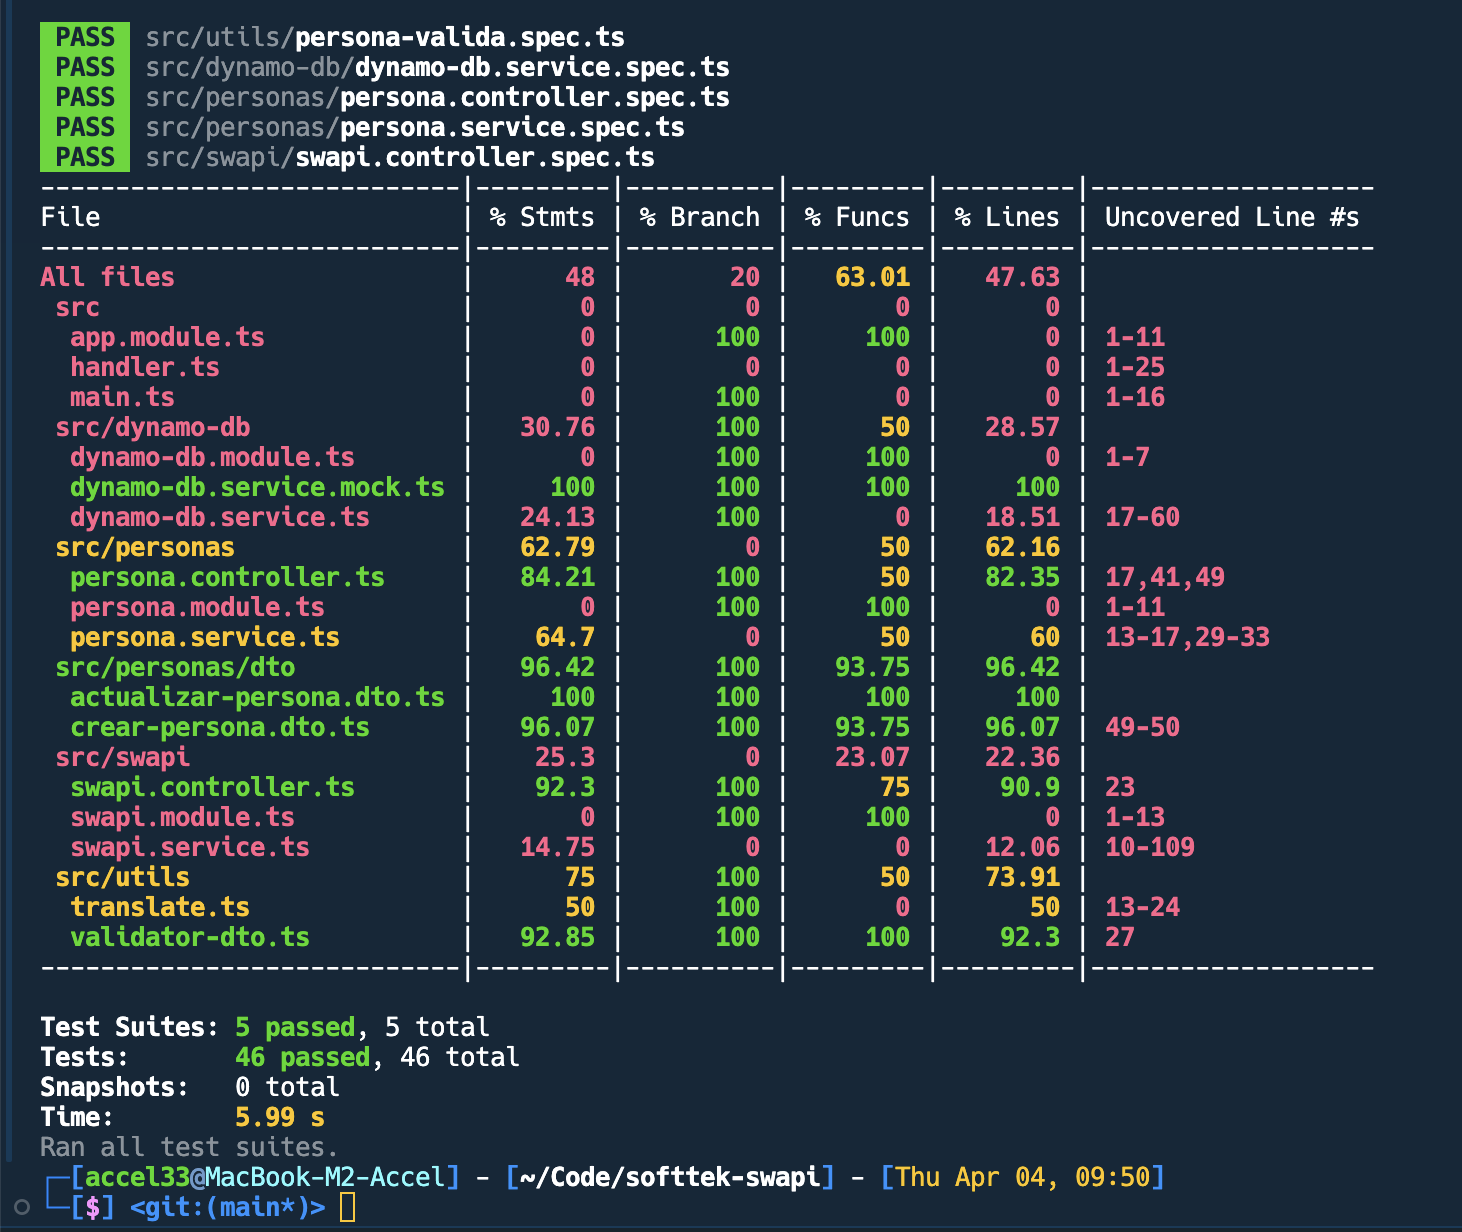 PASS src/utils/persona-valida.spec.ts
PASS src/dynamo-db/dynamo-db.service.spec.ts
PASS src/personas/persona.controller.spec.ts
PASS src/personas/persona.service.spec.ts
PASS src/swapi/swapi.controller.spec.ts
----------------------------|---------|----------|---------|---------|-------------------
File                        | % Stmts | % Branch | % Funcs | % Lines | Uncovered Line #s
----------------------------|---------|----------|---------|---------|-------------------
All files                   |      48 |       20 |   63.01 |   47.63 |
 src                        |       0 |        0 |       0 |       0 |
  app.module.ts             |       0 |      100 |     100 |       0 | 1-11
  handler.ts                |       0 |        0 |       0 |       0 | 1-25
  main.ts                   |       0 |      100 |       0 |       0 | 1-16
 src/dynamo-db              |   30.76 |      100 |      50 |   28.57 |
  dynamo-db.module.ts       |       0 |      100 |     100 |       0 | 1-7
  dynamo-db.service.mock.ts |     100 |      100 |     100 |     100 |
  dynamo-db.service.ts      |   24.13 |      100 |       0 |   18.51 | 17-60
 src/personas               |   62.79 |        0 |      50 |   62.16 |
  persona.controller.ts     |   84.21 |      100 |      50 |   82.35 | 17,41,49
  persona.module.ts         |       0 |      100 |     100 |       0 | 1-11
  persona.service.ts        |    64.7 |        0 |      50 |      60 | 13-17,29-33
 src/personas/dto           |   96.42 |      100 |   93.75 |   96.42 |
  actualizar-persona.dto.ts |     100 |      100 |     100 |     100 |
  crear-persona.dto.ts      |   96.07 |      100 |   93.75 |   96.07 | 49-50
 src/swapi                  |    25.3 |        0 |   23.07 |   22.36 |
  swapi.controller.ts       |    92.3 |      100 |      75 |    90.9 | 23
  swapi.module.ts           |       0 |      100 |     100 |       0 | 1-13
  swapi.service.ts          |   14.75 |        0 |       0 |   12.06 | 10-109
 src/utils                  |      75 |      100 |      50 |   73.91 |
  translate.ts              |      50 |      100 |       0 |      50 | 13-24
  validator-dto.ts          |   92.85 |      100 |     100 |    92.3 | 27
----------------------------|---------|----------|---------|---------|-------------------
Test Suites: 5 passed, 5 total
Tests:       46 passed, 46 total
Snapshots:   0 total
Time:        5.99 s
Ran all test suites.
┌─[accel33@MacBook-M2-Accel] - [~/Code/softtek-swapi] - [Thu Apr 04, 09:50]
└─[$] <git:(main*)>